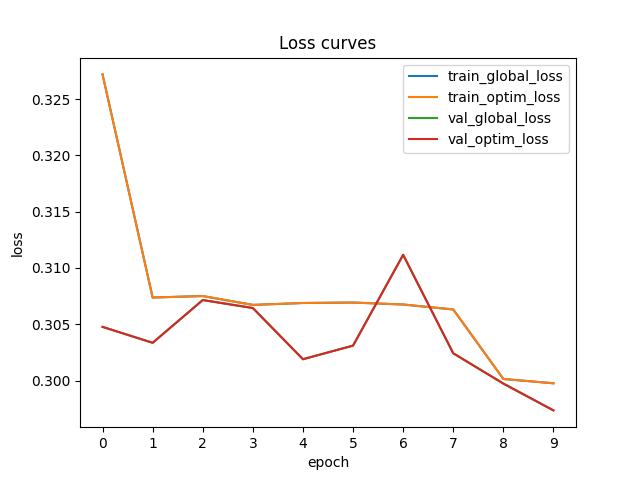 Loss curves
train_global_loss
train_optim_loss
val_global_loss
val_optim_loss
0.325
0.320
0.315
0.310
0.305
0.300
loss
0 1 2 3 4 5 6 7 8 9
epoch